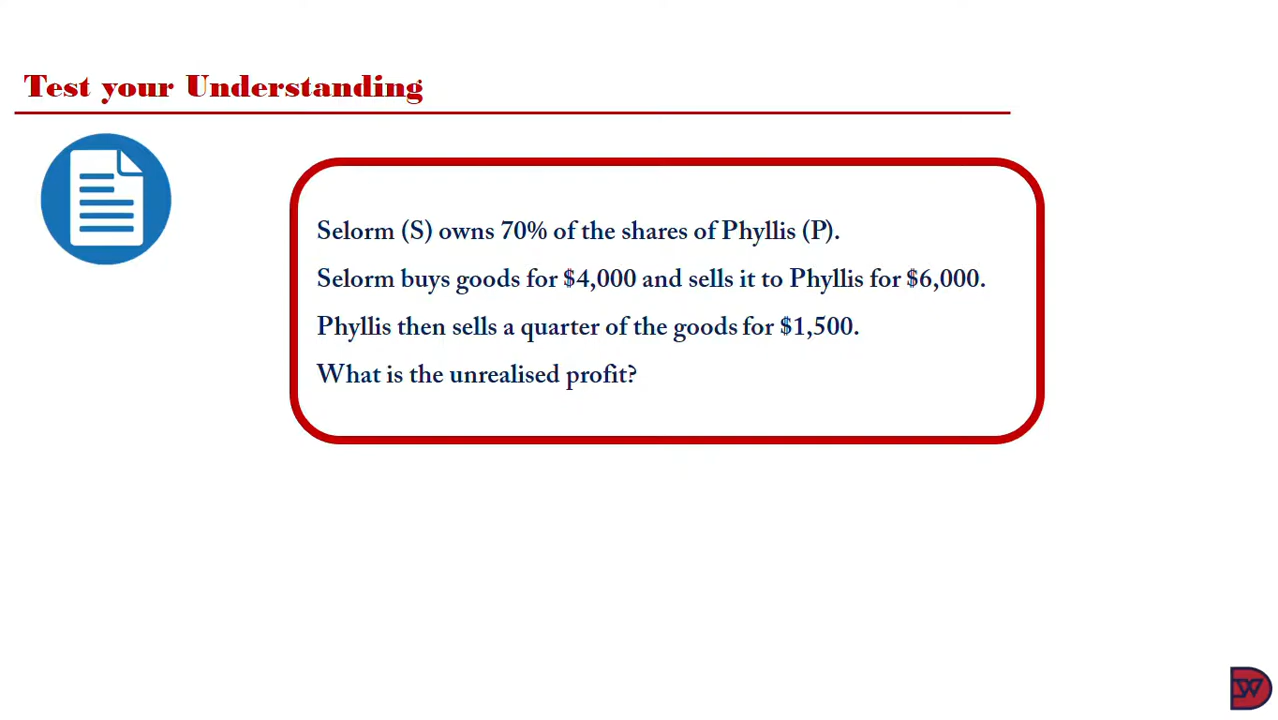 Test your Understanding
Selorm (S) owns 70% of the shares of Phyllis (P).
Selorm buys goods for $4,000 and sells it to Phyllis for $6,000.
Phyllis then sells a quarter of the goods for $1,500.
What is the unrealised profit?
DW